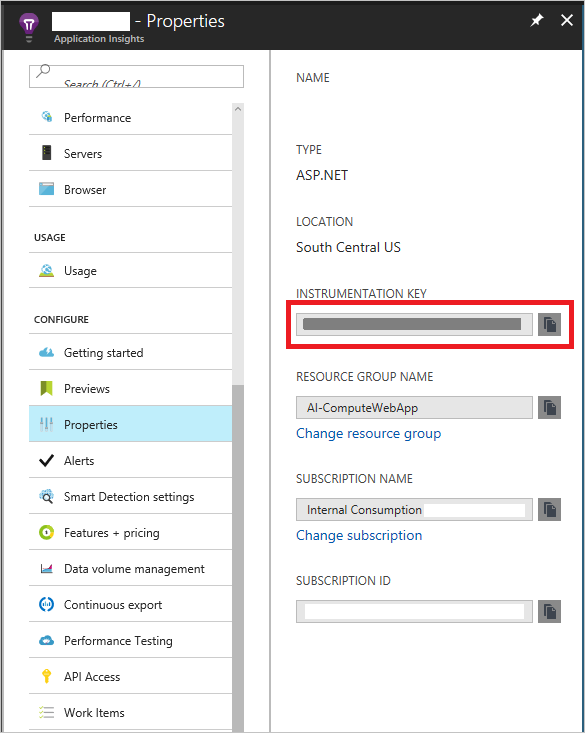 - Properties
Application Insights
Search (Ctrl+/)
Performance
Servers
Browser
USAGE
Usage
CONFIGURE
Getting started
Previews
Properties
Alerts
Smart Detection settings
Features + pricing
Data volume management
Continuous export
Performance Testing
API Access
Work Items
NAME
TYPE
ASP.NET
LOCATION
South Central US
INSTRUMENTATION KEY
RESOURCE GROUP NAME
AI-ComputeWebApp
Change resource group
SUBSCRIPTION NAME
Internal Consumption
Change subscription
SUBSCRIPTION ID